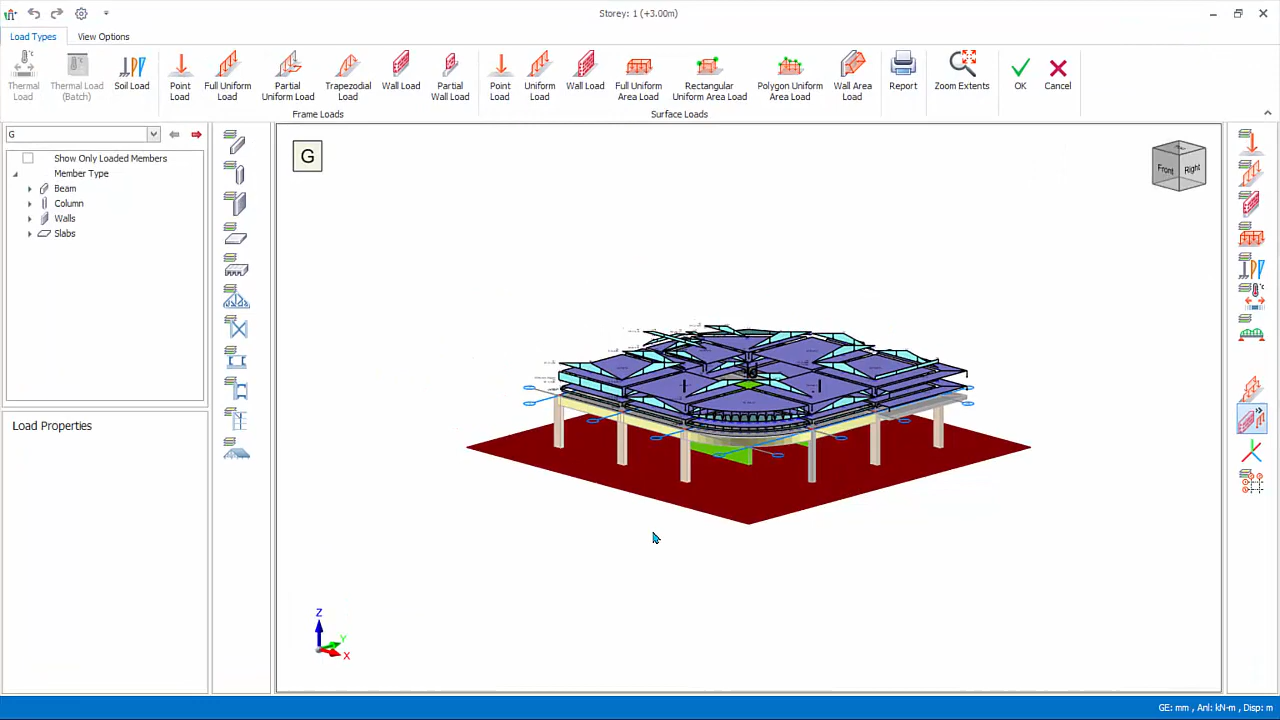 Storey: 1 (+3.00m)
Load Types
View Options
Thermal Load
Thermal Load (Batch)
Soil Load
Point Load
Full Uniform Load
Partial Uniform Load
Trapezodal Load
Wall Load
Partial Wall Load
Point Load
Uniform Load
Wall Load
Full Uniform Area Load
Rectangular Uniform Area Load
Polygon Uniform Area Load
Wall Area Load
Report
Zoom Extents
OK
Cancel
Frame Loads
Surface Loads
G
Show Only Loaded Members
Member Type
Beam
Column
Walls
Slabs
Load Properties
G
Front
Right
Z
Y
X
GE: mm , Anl: kN-m , Disp: m